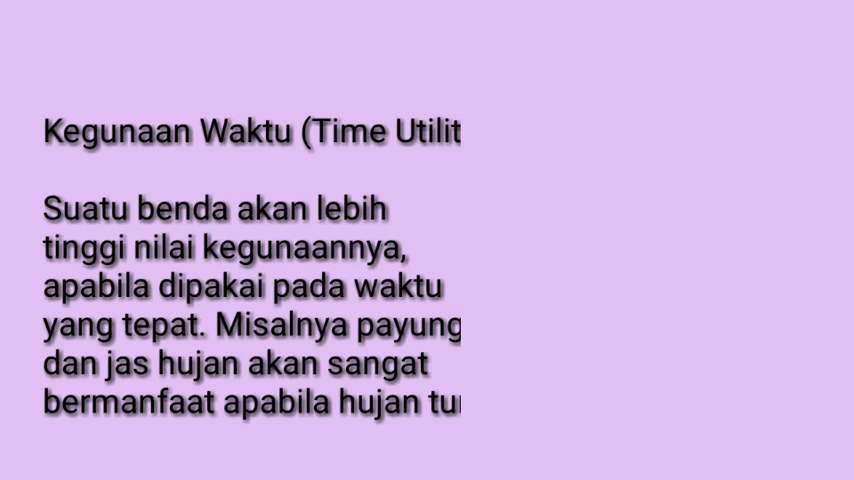 Kegunaan Waktu (Time Utilit
Suatu benda akan lebih
tinggi nilai kegunaannya,
apabila dipakai pada waktu
yang tepat. Misalnya payung
dan jas hujan akan sangat
bermanfaat apabila hujan